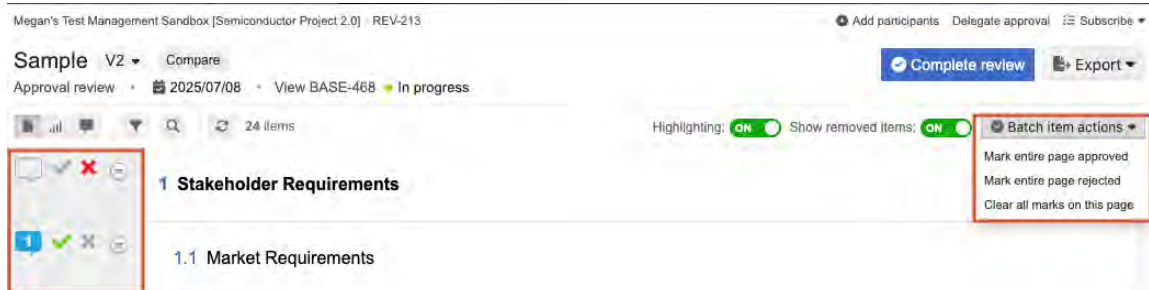 Megan's Test Management Sandbox [Semiconductor Project 2.0] / REV-213 Add participants Delegate approval Subscribe
Sample V2 Compare Complete review Export
Approval review · 2025/07/08 · View BASE-468 In progress
24 items Highlighting: ON Show removed items: ON Batch item actions
Mark entire page approved
Mark entire page rejected
Clear all marks on this page
1 Stakeholder Requirements
1
1.1 Market Requirements